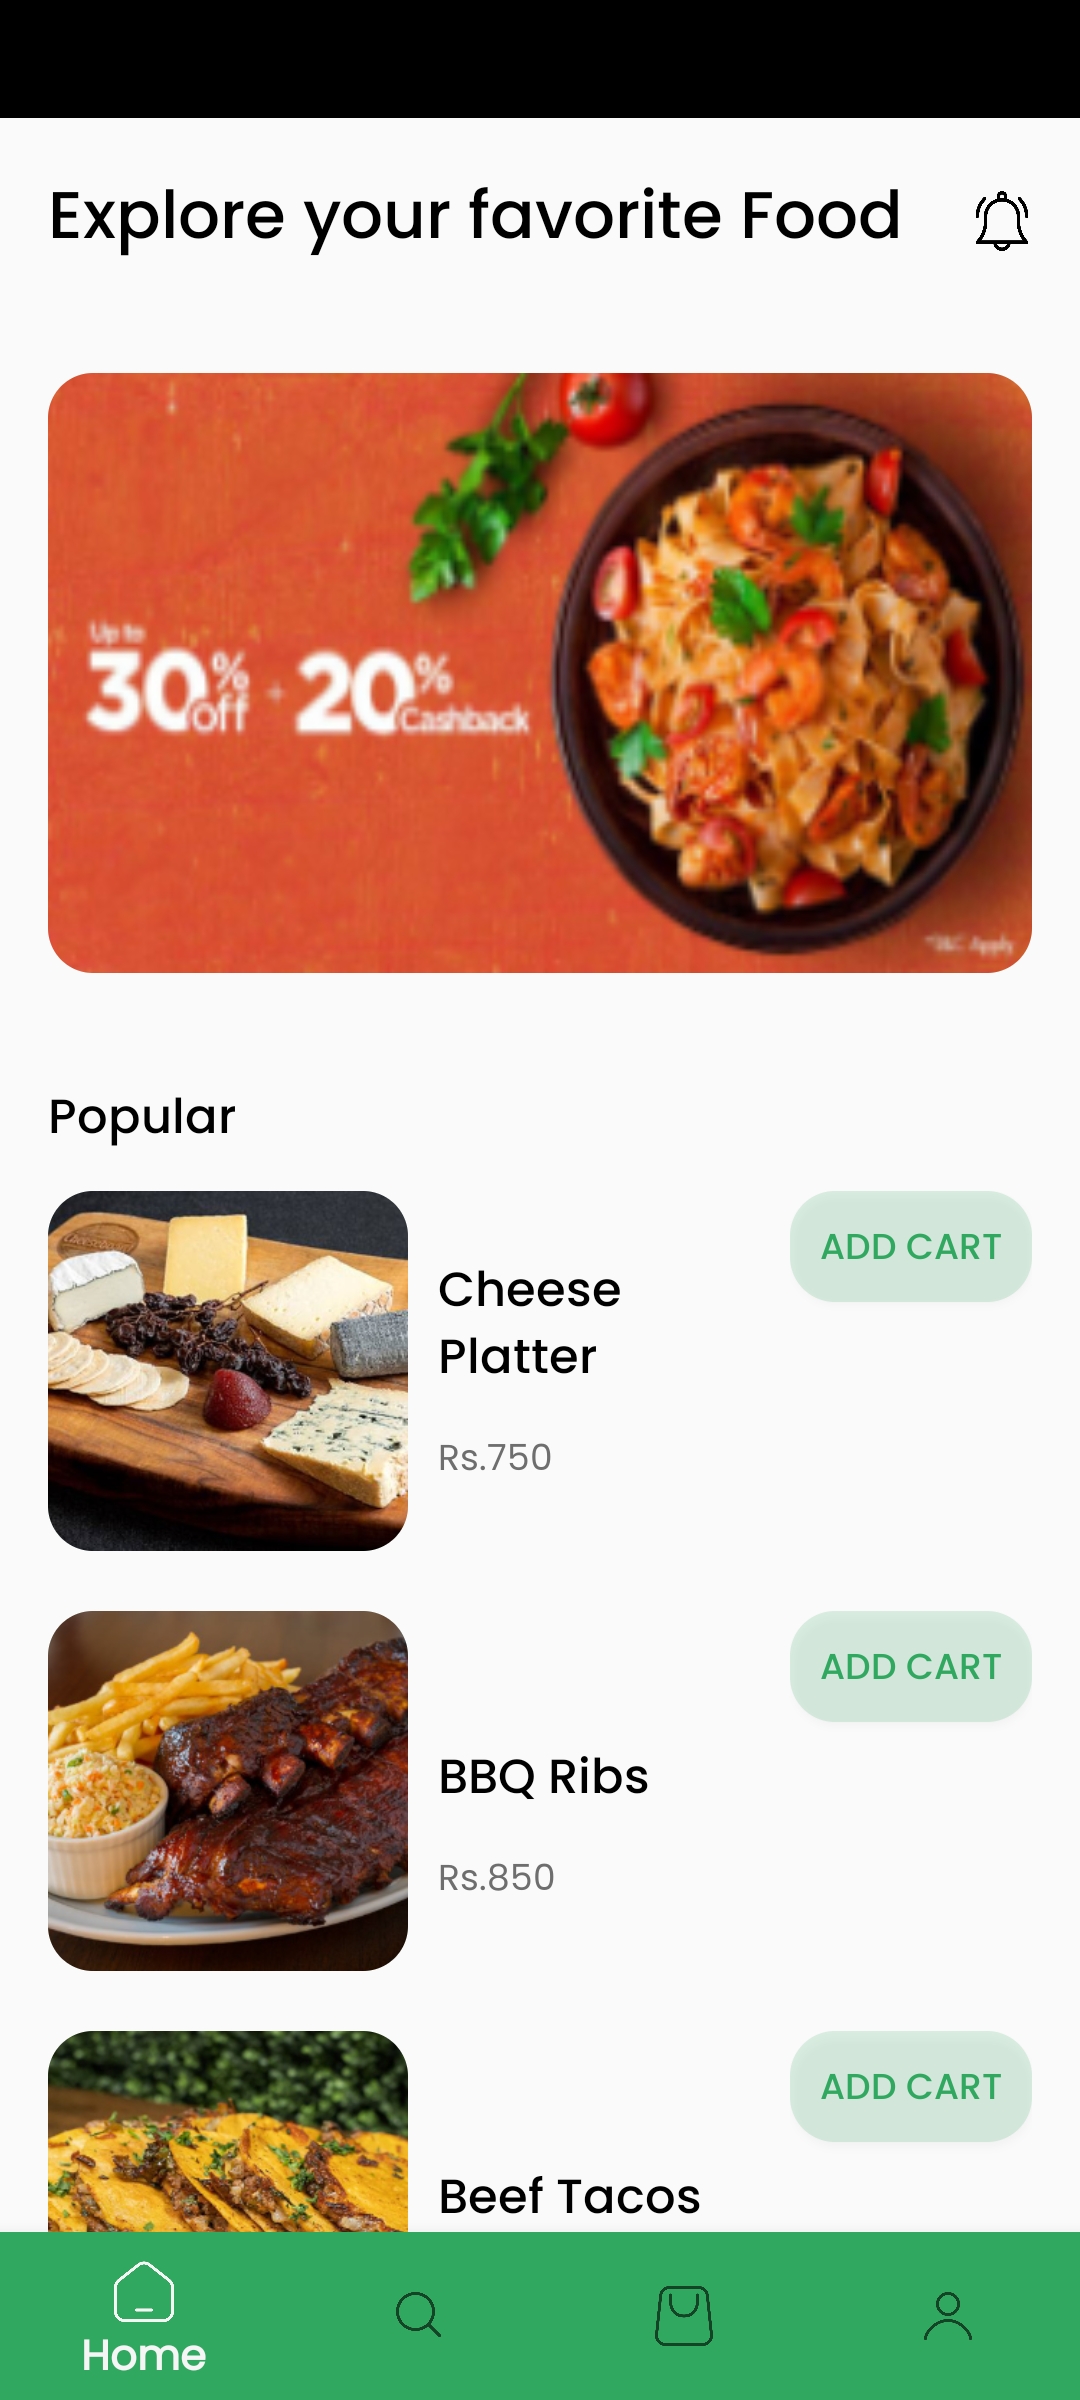 Explore your favorite Food
Up to
30% off + 20% Cashback
Apply
Popular
ADD CART
Cheese
Platter
Rs.750
ADD CART
BBQ Ribs
Rs.850
ADD CART
Beef Tacos
Home